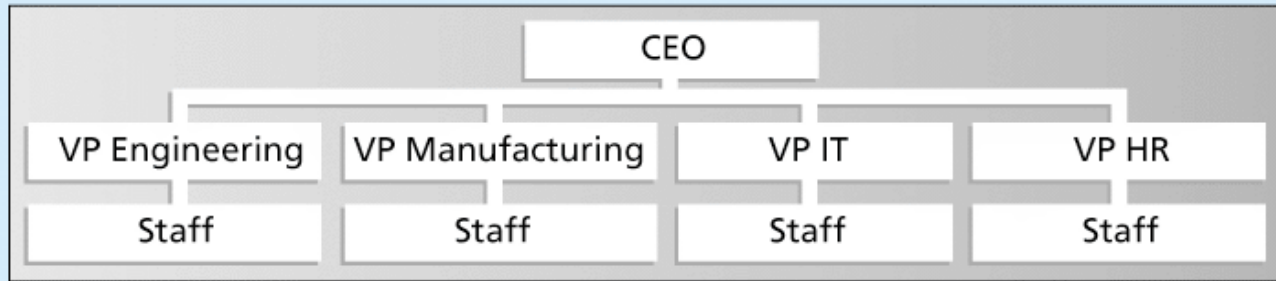 CEO
VP Engineering
VP Manufacturing
VP IT
VP HR
Staff
Staff
Staff
Staff